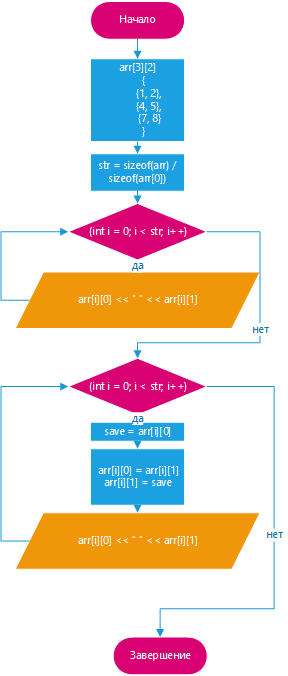 Начало
arr[3][2]
{
{1, 2},
{4, 5},
{7, 8}
}
str = sizeof(arr) /
sizeof(arr[0])
(int i = 0; i < str; i++)
да
arr[i][0] << " " << arr[i][1]
нет
(int i = 0; i < str; i++)
да
save = arr[i][0]
arr[i][0] = arr[i][1]
arr[i][1] = save
arr[i][0] << " " << arr[i][1]
нет
Завершение